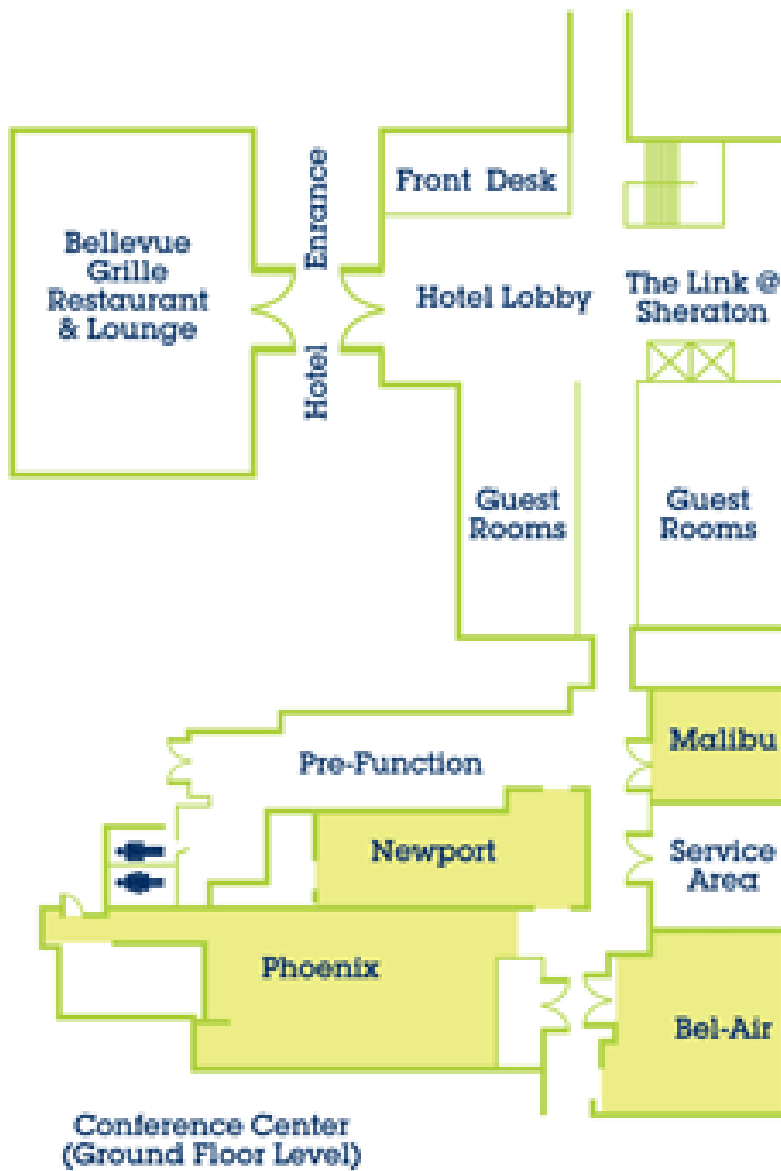 Front Desk
Enrance
Bellevue
Grille
Restaurant
& Lounge
Hotel Lobby
The Link @
Sheraton
Hotel
Guest
Rooms
Guest
Rooms
Malibu
Pre-Function
Newport
Service
Area
Phoenix
Bel-Air
Conference Center
(Ground Floor Level)